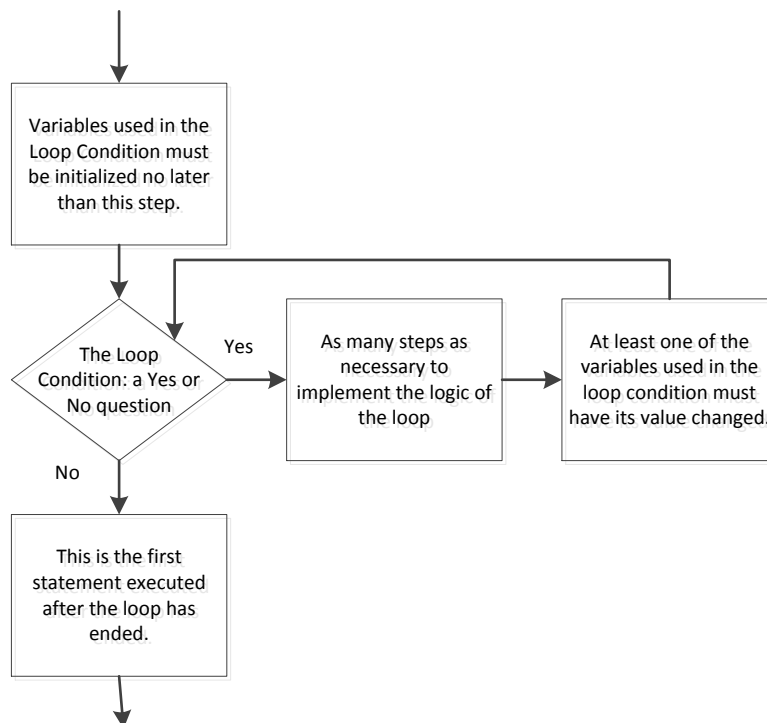 Variables used in the
Loop Condition must
be initialized no later
than this step.
The Loop
Condition: a Yes or
No question
Yes
As many steps as
necessary to
implement the logic of
the loop
At least one of the
variables used in the
loop condition must
have its value changed.
No
This is the first
statement executed
after the loop has
ended.